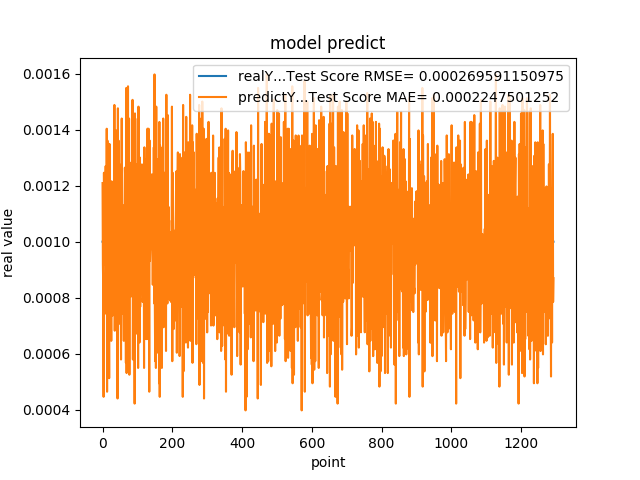 model predict
realY...Test Score RMSE= 0.000269591150975
predictY...Test Score MAE= 0.0002247501252
0.0016
0.0014
0.0012
0.0010
0.0008
0.0006
0.0004
real value
0 200 400 600 800 1000 1200
point